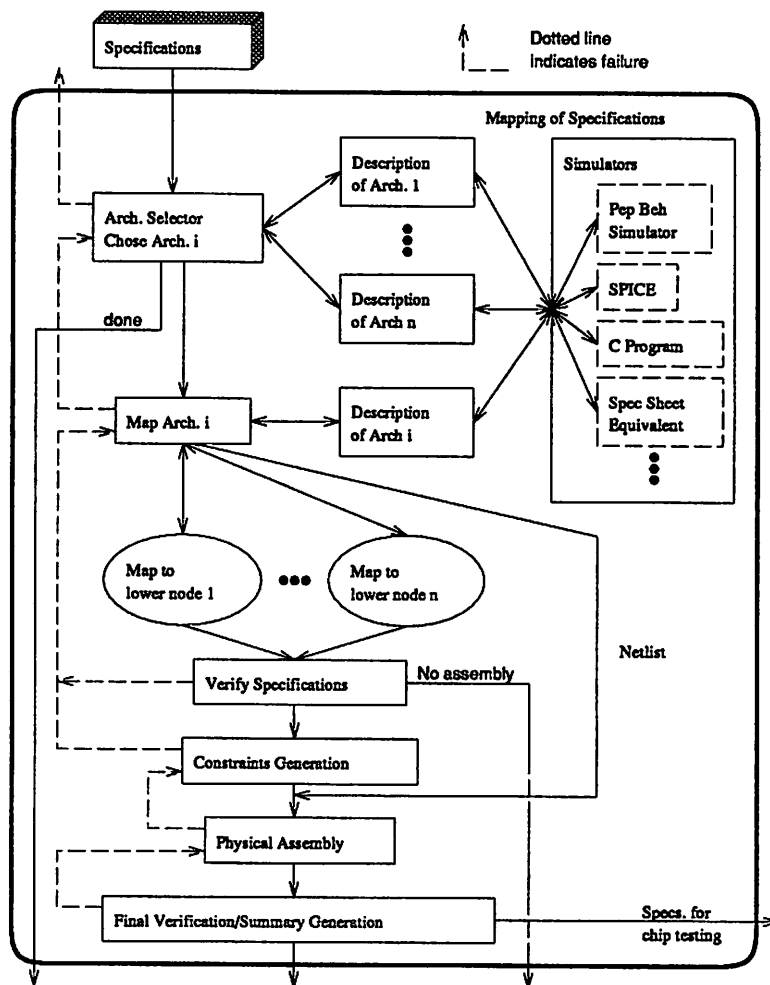 Specifications
Dotted line
Indicates failure
Mapping of Specifications
Simulators
Description
of Arch. 1
Pep Beh
Simulator
Arch. Selector
Chose Arch. i
SPICE
Description
of Arch n
done
C Program
Map Arch. i
Description
of Arch i
Spec Sheet
Equivalent
Map to
lower node 1
Map to
lower node n
Netlist
Verify Specifications
No assembly
Constraints Generation
Physical Assembly
Final Verification/Summary Generation
Specs. for
chip testing